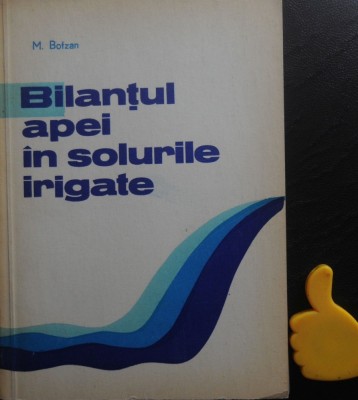 M. Botzan
Bilanțul
apei
în solurile
irigate